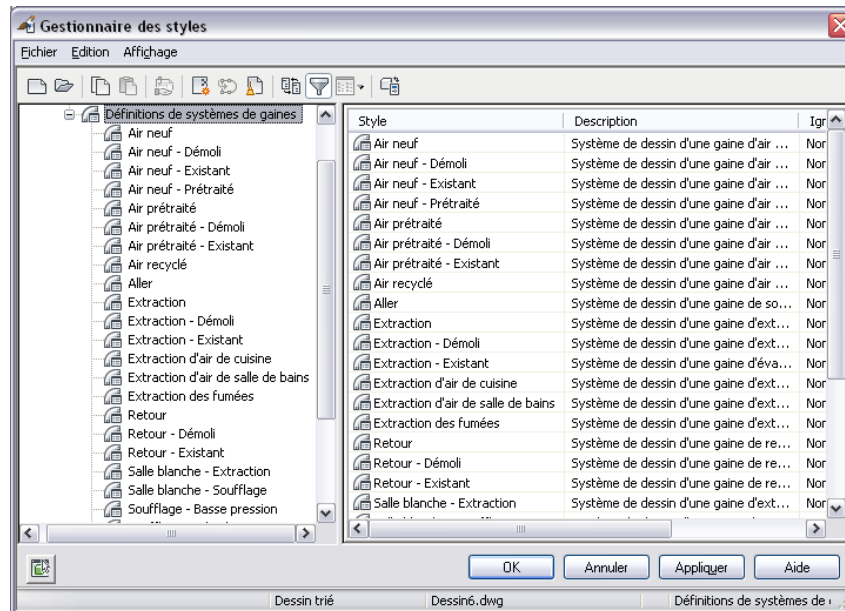 Gestionnaire des styles
Fichier Edition Affichage
Définitions de systèmes de gaines
Air neuf
Air neuf - Démoli
Air neuf - Existant
Air neuf - Prétraité
Air prétraité
Air prétraité - Démoli
Air prétraité - Existant
Air recyclé
Aller
Extraction
Extraction - Démoli
Extraction - Existant
Extraction d'air de cuisine
Extraction d'air de salle de bains
Extraction des fumées
Retour
Retour - Démoli
Retour - Existant
Salle blanche - Extraction
Salle blanche - Soufflage
Soufflage - Basse pression
Style Description Igr
Air neuf Système de dessin d'une gaine d'air ... Nor
Air neuf - Démoli Système de dessin d'une gaine d'air ... Nor
Air neuf - Existant Système de dessin d'une gaine d'air ... Nor
Air neuf - Prétraité Système de dessin d'une gaine d'air ... Nor
Air prétraité Système de dessin d'une gaine d'air ... Nor
Air prétraité - Démoli Système de dessin d'une gaine d'air ... Nor
Air prétraité - Existant Système de dessin d'une gaine d'air ... Nor
Air recyclé Système de dessin d'une gaine d'air ... Nor
Aller Système de dessin d'une gaine de so... Nor
Extraction Système de dessin d'une gaine d'ext... Nor
Extraction - Démoli Système de dessin d'une gaine d'ext... Nor
Extraction - Existant Système de dessin d'une gaine d'éva... Nor
Extraction d'air de cuisine Système de dessin d'une gaine d'ext... Nor
Extraction d'air de salle de bains Système de dessin d'une gaine d'ext... Nor
Extraction des fumées Système de dessin d'une gaine d'ext... Nor
Retour Système de dessin d'une gaine de re... Nor
Retour - Démoli Système de dessin d'une gaine de re... Nor
Retour - Existant Système de dessin d'une gaine de re... Nor
Salle blanche - Extraction Système de dessin d'une gaine d'ext... Nor
OK Annuler Appliquer Aide
Dessin trié Dessin6.dwg Définitions de systèmes de